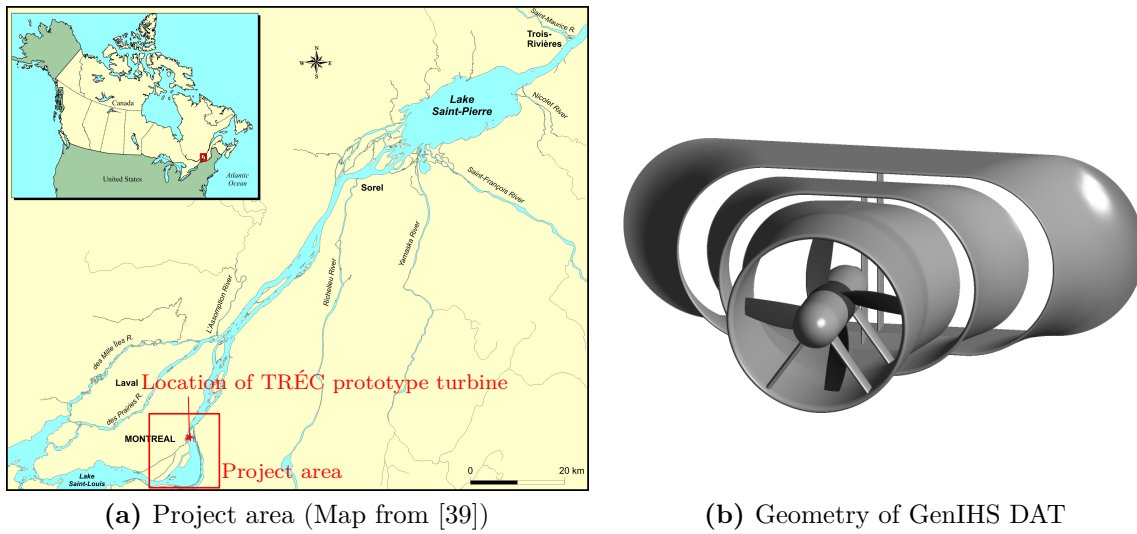 Canada
United States
Atlantic
Ocean
N
W
E
S
Saint-Maurice R.
Trois-
Rivières
Lake
Saint-Pierre
Nicolet River
Sorel
Saint-François River
Yamaska River
Richelieu River
L'Assomption River
des Mille Îles R.
Laval
Location of TRÉC prototype turbine
des Prairies R.
MONTREAL
Project area
Lake
Saint-Louis
0 20 km
(a) Project area (Map from [39])
(b) Geometry of GenIHS DAT